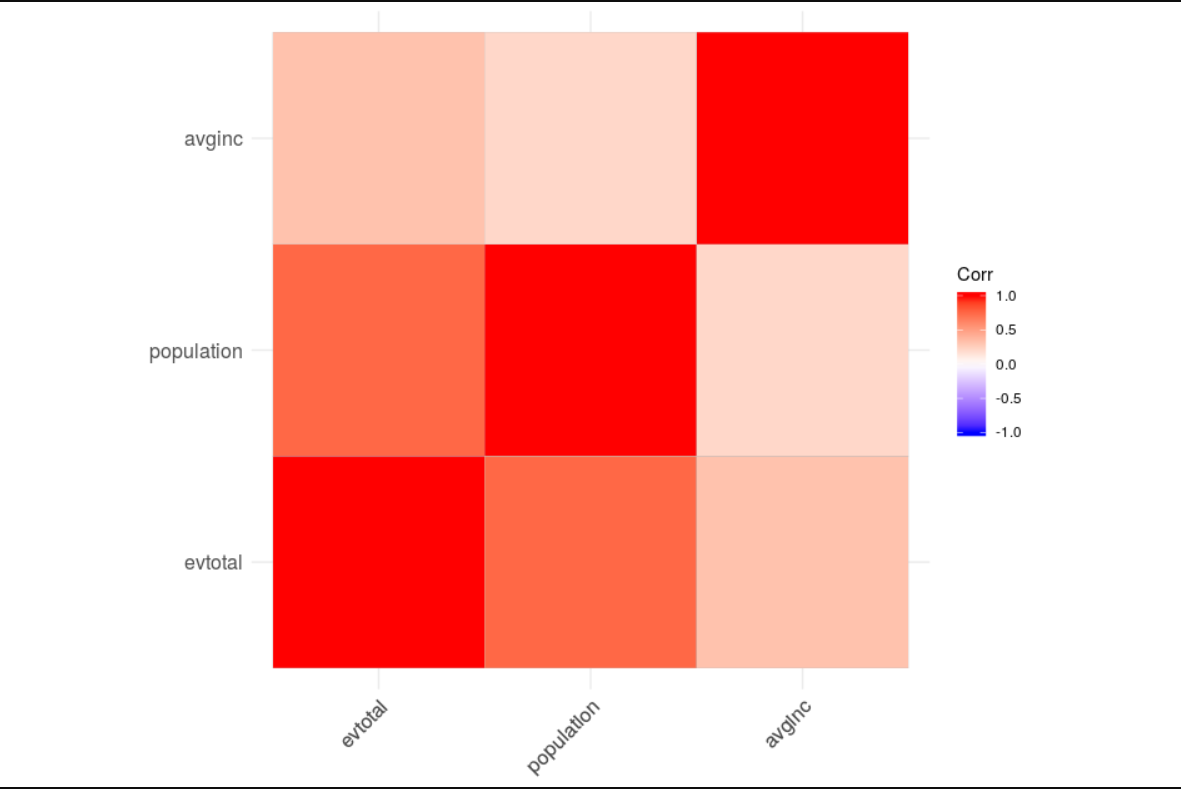 avginc
population
evtotal
Corr
1.0
0.5
0.0
-0.5
-1.0
evtotal
population
avginc